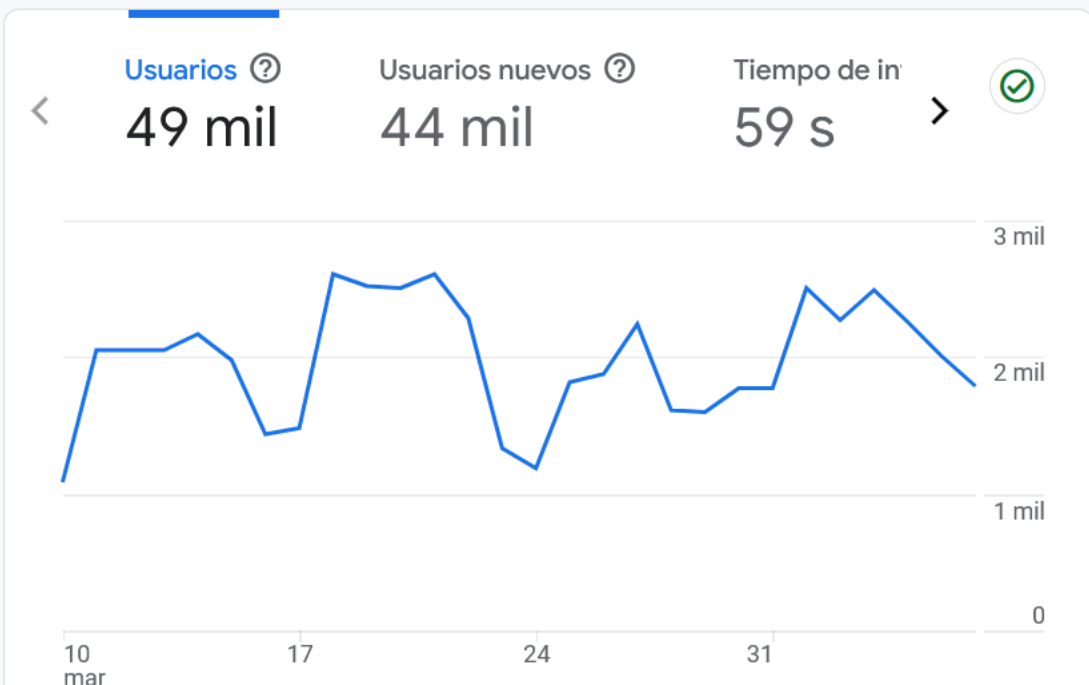 Usuarios
49 mil
Usuarios nuevos
44 mil
Tiempo de in
59 s
3 mil
2 mil
1 mil
0
10
mar
17
24
31